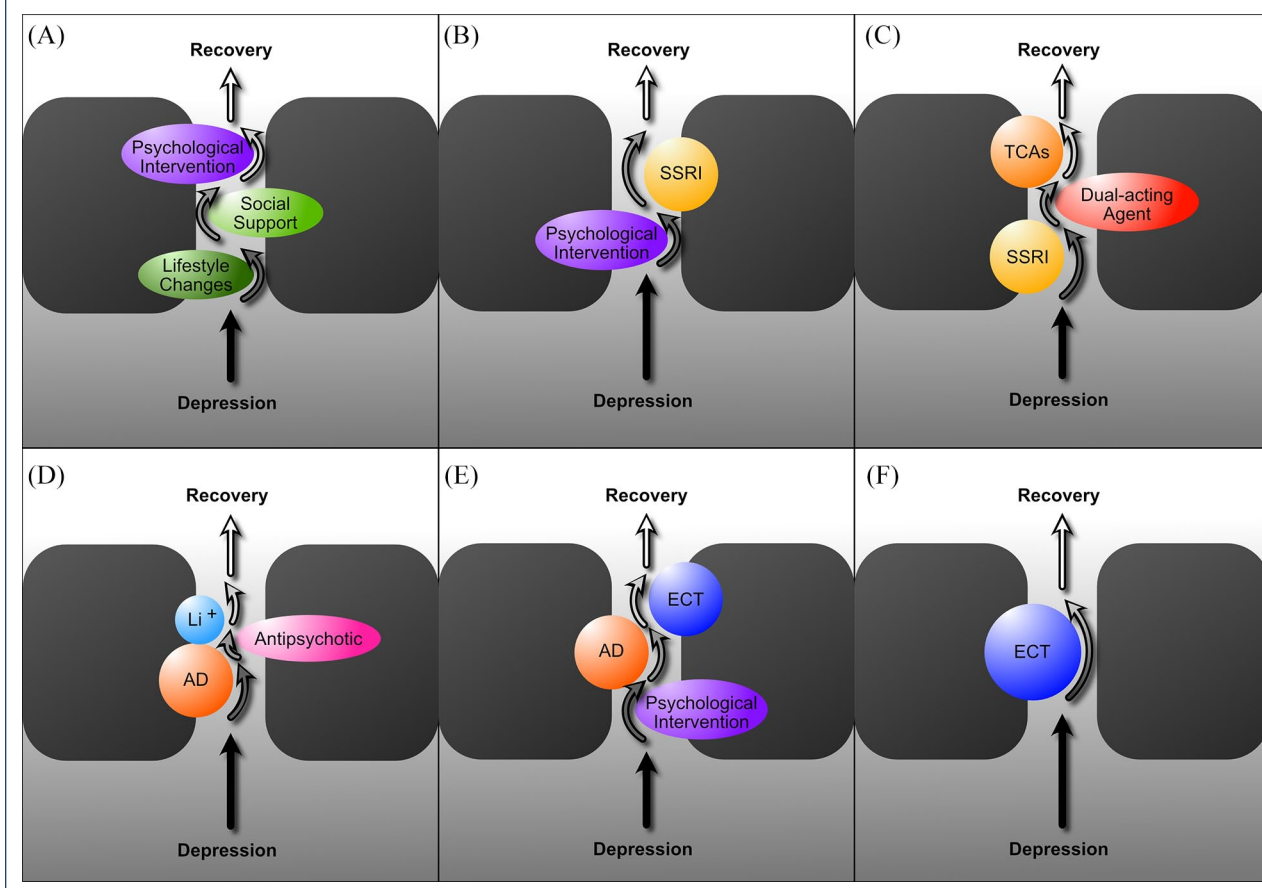 (A)
Recovery
Psychological
Intervention
Social
Support
Lifestyle
Changes
Depression
(B)
Recovery
SSRI
Psychological
Intervention
Depression
(C)
Recovery
TCAs
Dual-acting
Agent
SSRI
Depression
(D)
Recovery
Li +
Antipsychotic
AD
Depression
(E)
Recovery
ECT
AD
Psychological
Intervention
Depression
(F)
Recovery
ECT
Depression